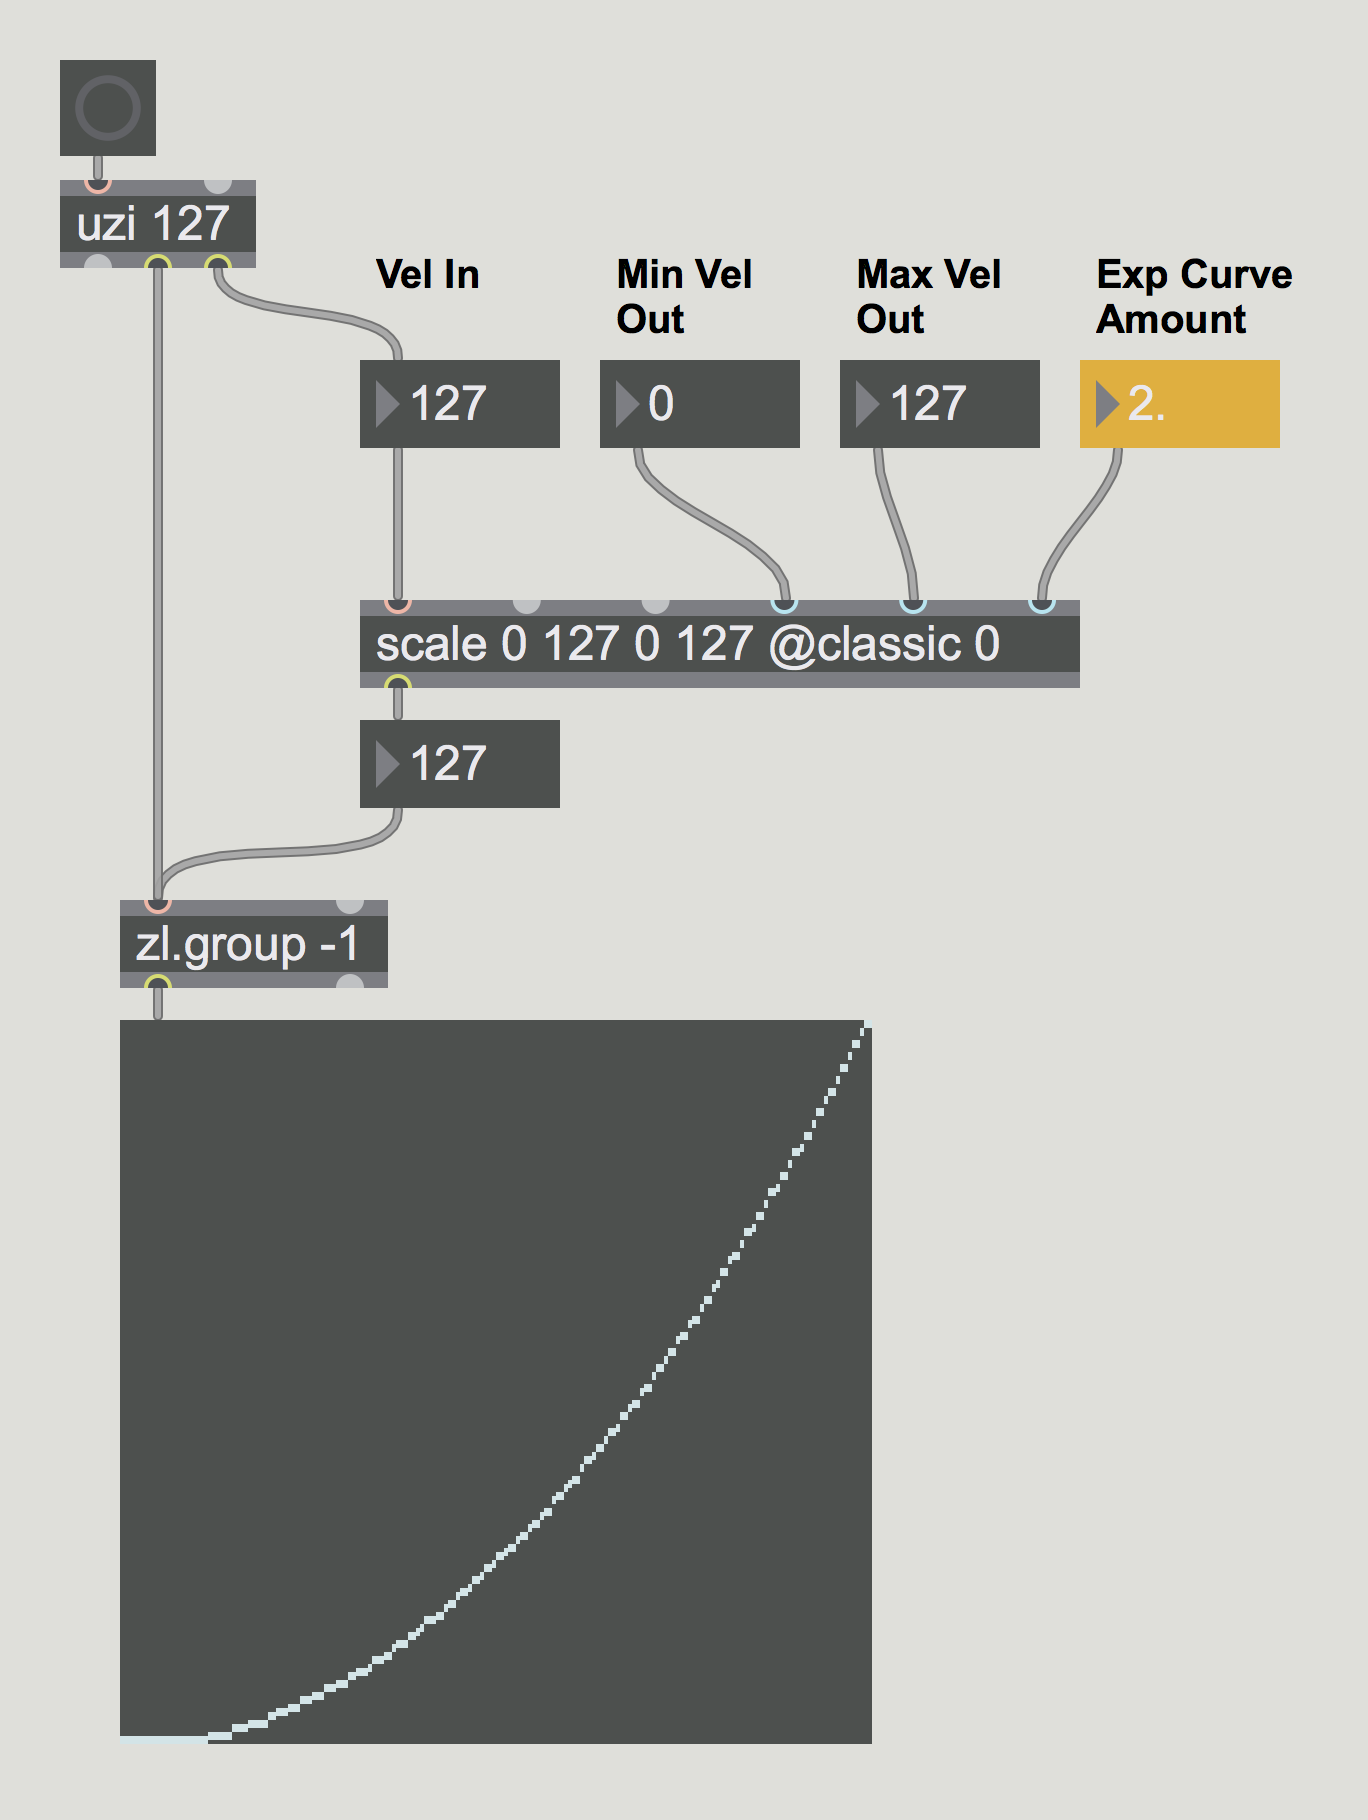 uzi 127
Vel In
Min Vel
Out
Max Vel
Out
Exp Curve
Amount
127
0
127
2.
scale 0 127 0 127 @classic 0
127
zl.group -1